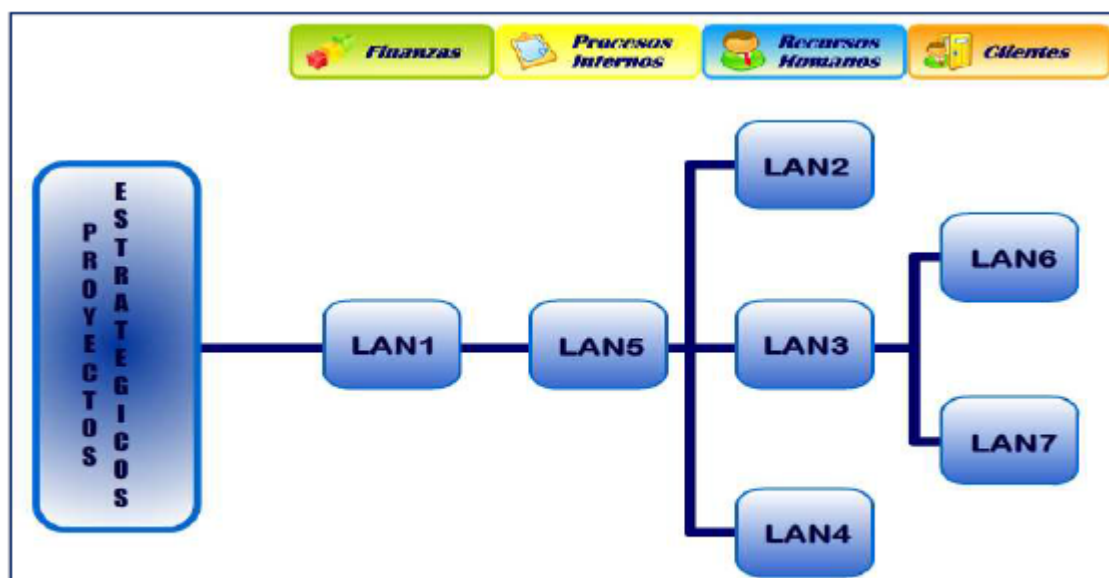 Finanzas
Procesos
Internos
Recursos
Humanos
Clientes
PROYECTOS
ESTRATEGICOS
LAN1
LAN5
LAN2
LAN3
LAN4
LAN6
LAN7